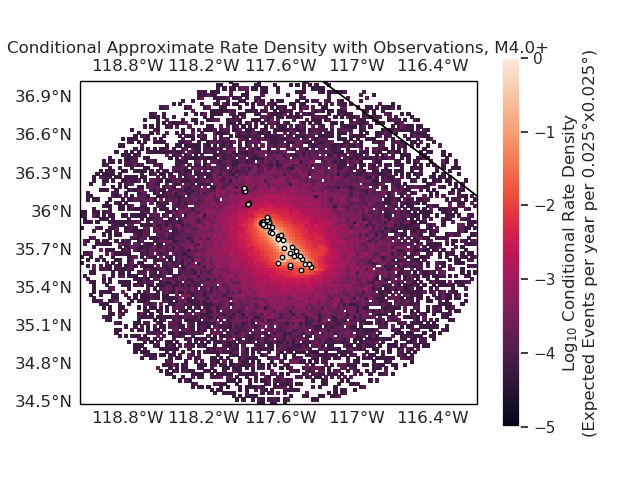 Conditional Approximate Rate Density with Observations, M4.0+
118.8°W 118.2°W 117.6°W 117°W 116.4°W
36.9°N
36.6°N
36.3°N
36°N
35.7°N
35.4°N
35.1°N
34.8°N
34.5°N
118.8°W 118.2°W 117.6°W 117°W 116.4°W
0
−1
−2
−3
−4
−5
Log₁₀ Conditional Rate Density
(Expected Events per year per 0.025°x0.025°)